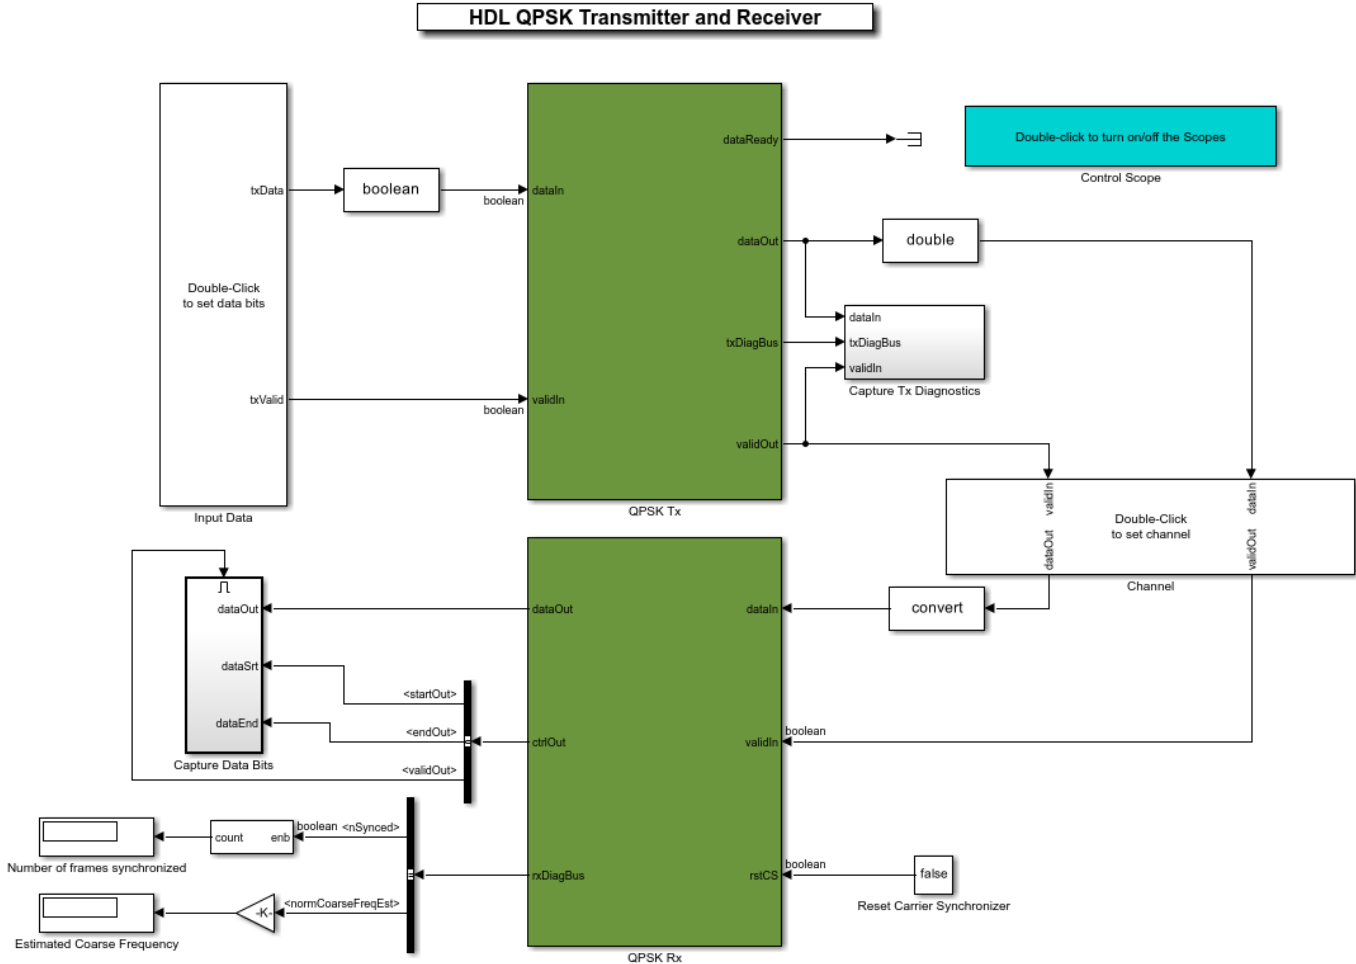 HDL QPSK Transmitter and Receiver
dataReady
Double-click to turn on/off the Scopes
Control Scope
txData
boolean
boolean
dataIn
dataOut
double
Double-Click
to set data bits
dataIn
txDiagBus
txDiagBus
validIn
Capture Tx Diagnostics
txValid
boolean
validIn
validOut
Input Data
QPSK Tx
validIn
dataIn
Double-Click
to set channel
dataOut
validOut
Channel
dataOut
dataOut
dataIn
convert
dataSrt
<startOut>
dataEnd
<endOut>
ctrlOut
validIn
boolean
Capture Data Bits
<validOut>
count
enb
boolean
<nSynced>
Number of frames synchronized
rxDiagBus
rstCS
boolean
false
Reset Carrier Synchronizer
-K-
<normCoarseFreqEst>
Estimated Coarse Frequency
QPSK Rx